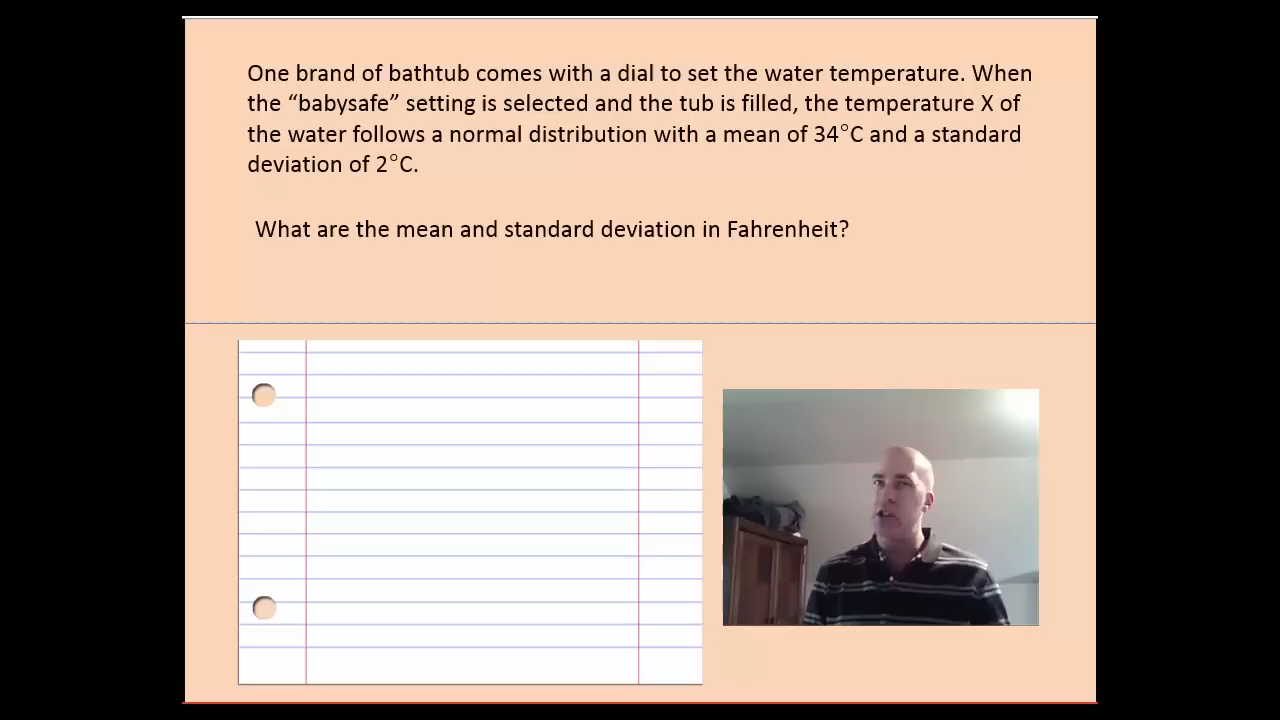 One brand of bathtub comes with a dial to set the water temperature. When
the “babysafe” setting is selected and the tub is filled, the temperature X of
the water follows a normal distribution with a mean of 34°C and a standard
deviation of 2°C.
What are the mean and standard deviation in Fahrenheit?